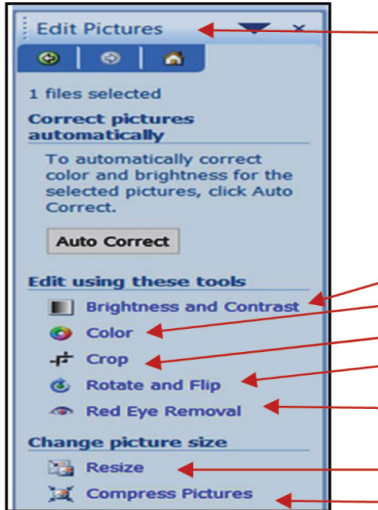 Edit Pictures
1 files selected
Correct pictures
automatically
To automatically correct
color and brightness for the
selected pictures, click Auto
Correct.
Auto Correct
Edit using these tools
Brightness and Contrast
Color
Crop
Rotate and Flip
Red Eye Removal
Change picture size
Resize
Compress Pictures